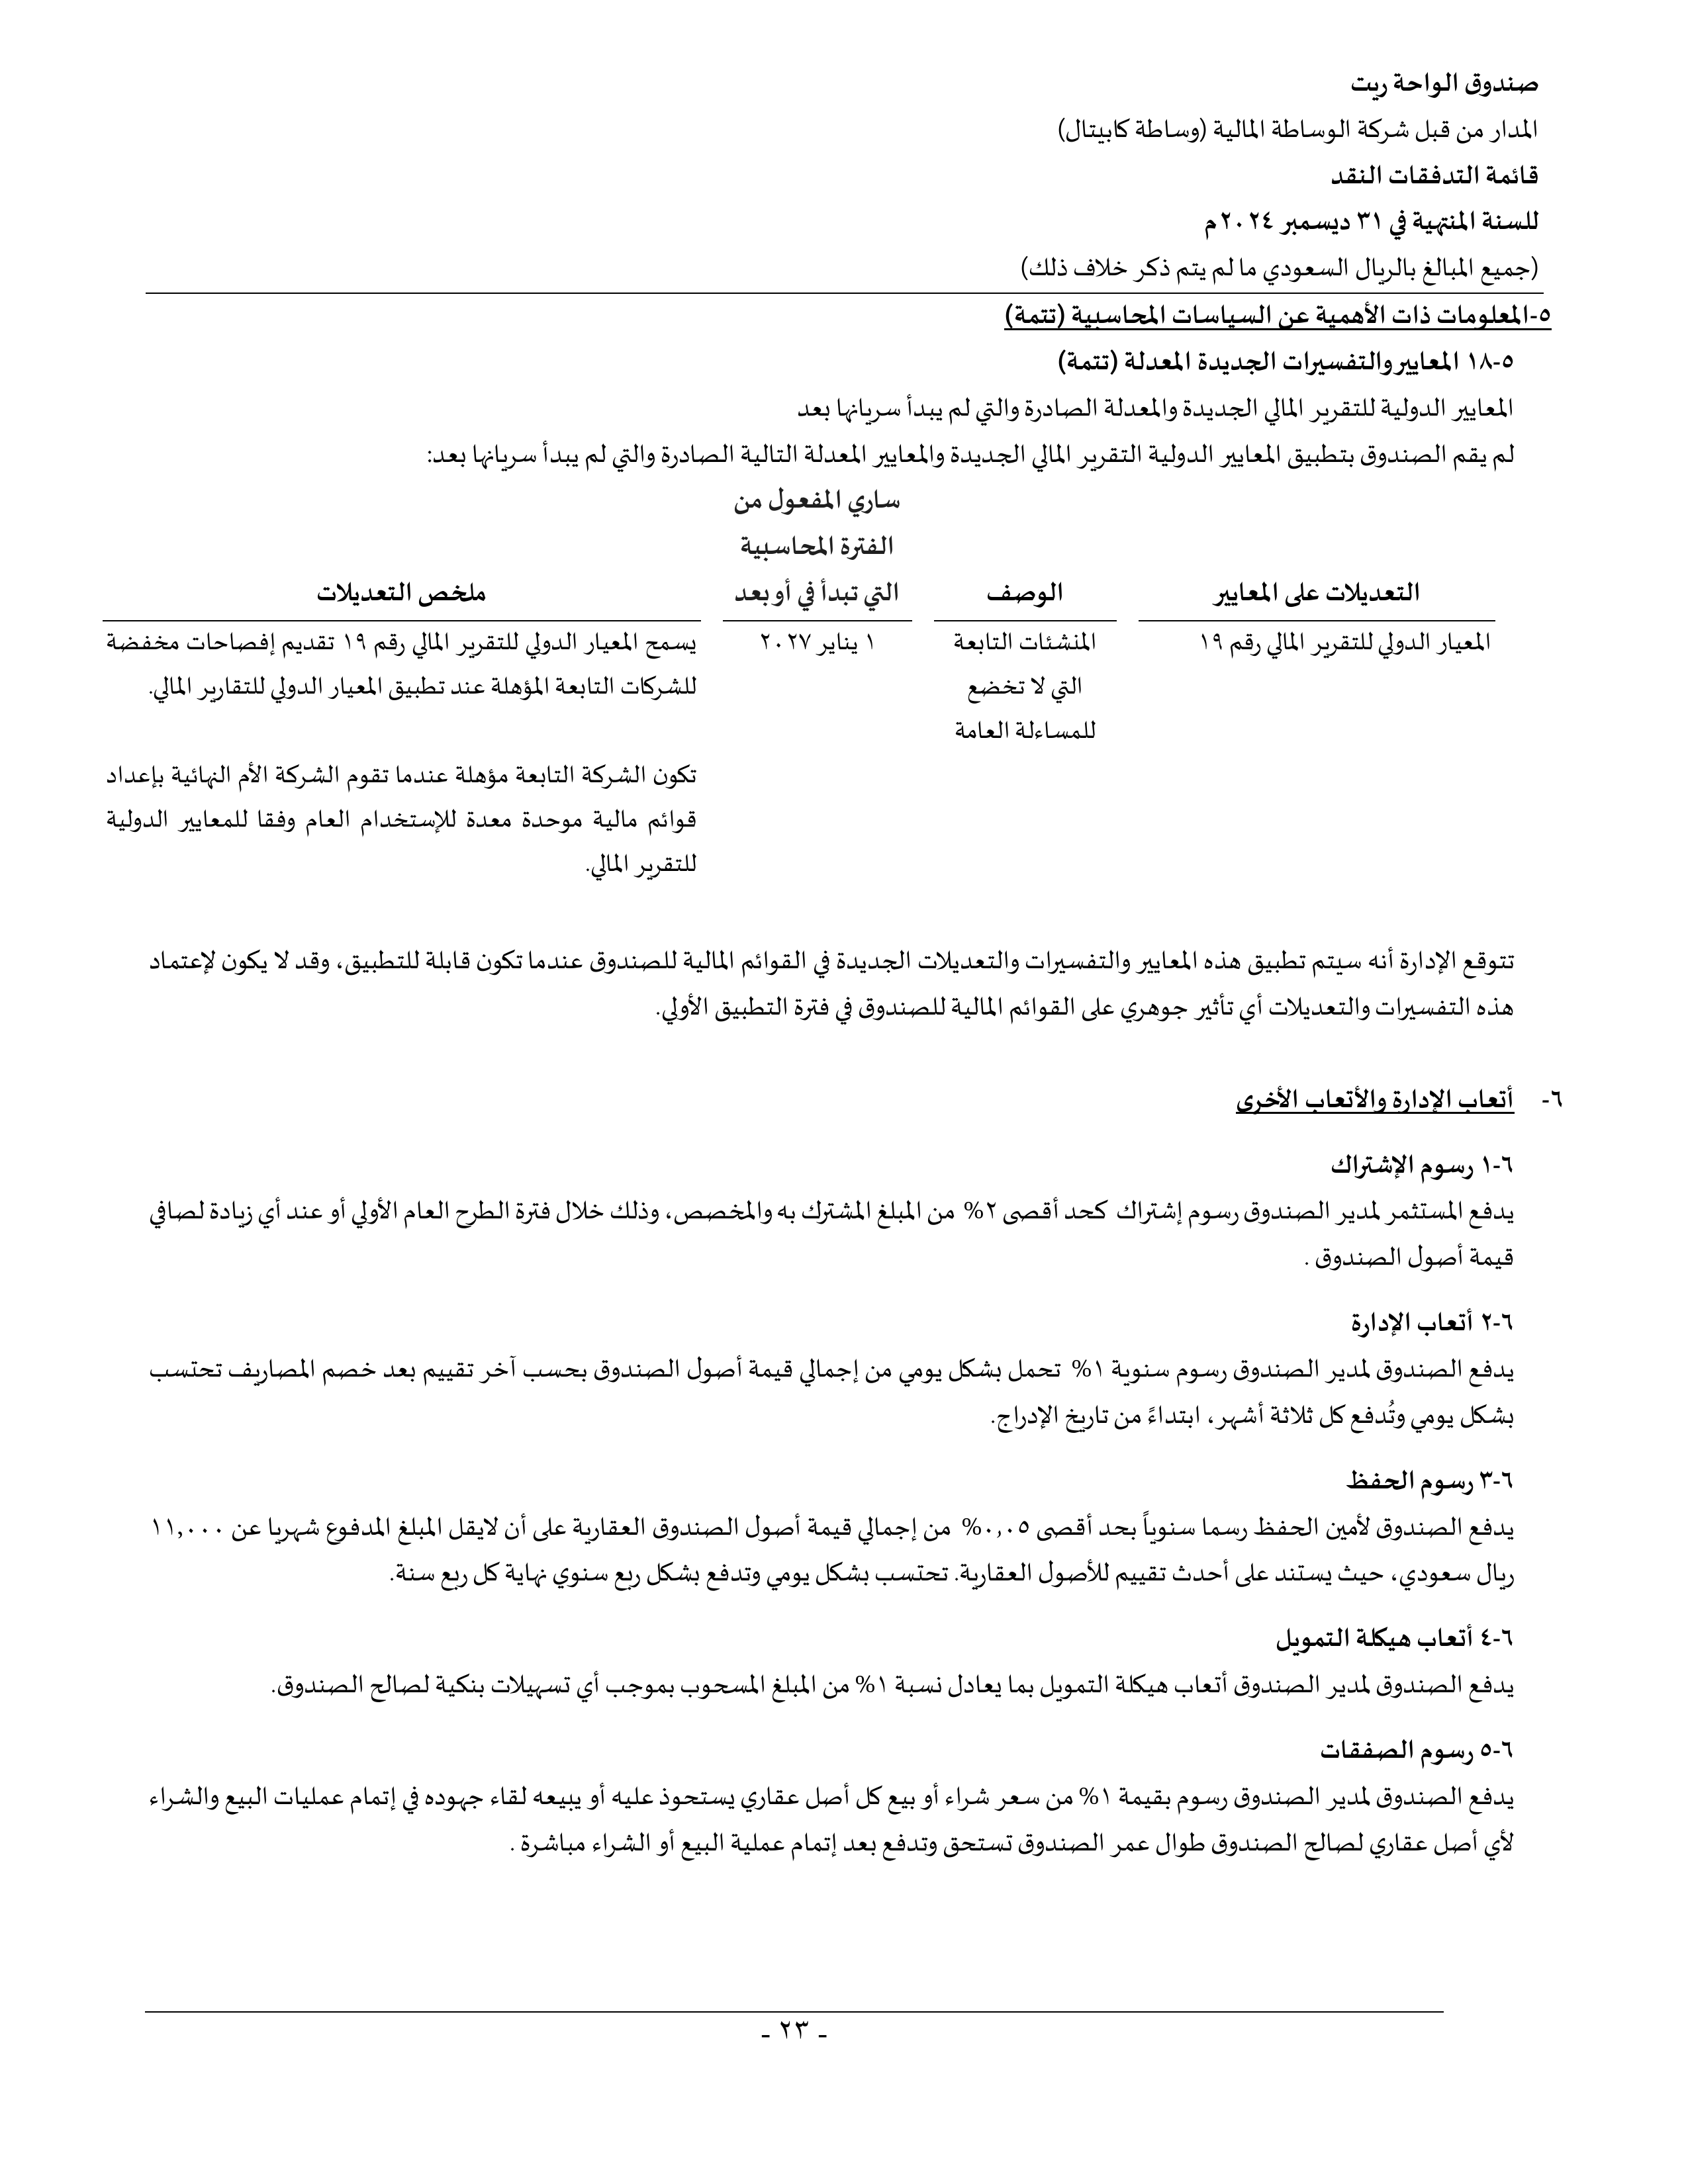 صندوق الواحة ريت
المدار من قبل شركة الوساطة المالية (وساطة كابيتال)
قائمة التدفقات النقد
للسنة المنتهية في ٣١ ديسمبر ٢٠٢٤م
(جميع المبالغ بالريال السعودي ما لم يتم ذكر خلاف ذلك)
٥-المعلومات ذات الأهمية عن السياسات المحاسبية (تتمة)
٥-١٨ المعايير والتفسيرات الجديدة المعدلة (تتمة)
المعايير الدولية للتقرير المالي الجديدة والمعدلة الصادرة والتي لم يبدأ سريانها بعد
لم يقم الصندوق بتطبيق المعايير الدولية التقرير المالي الجديدة والمعايير المعدلة التالية الصادرة والتي لم يبدأ سريانها بعد:
ساري المفعول من
الفترة المحاسبية
التعديلات على المعايير الوصف التي تبدأ في أو بعد ملخص التعديلات
المعيار الدولي للتقرير المالي رقم ١٩ المنشئات التابعة ١ يناير ٢٠٢٧ يسمح المعيار الدولي للتقرير المالي رقم ١٩ تقديم إفصاحات مخفضة
التي لا تخضع للشركات التابعة المؤهلة عند تطبيق المعيار الدولي للتقارير المالي.
للمساءلة العامة
تكون الشركة التابعة مؤهلة عندما تقوم الشركة الأم النهائية بإعداد
قوائم مالية موحدة معدة للإستخدام العام وفقا للمعايير الدولية
للتقرير المالي.
تتوقع الإدارة أنه سيتم تطبيق هذه المعايير والتفسيرات والتعديلات الجديدة في القوائم المالية للصندوق عندما تكون قابلة للتطبيق، وقد لا يكون لإعتماد
هذه التفسيرات والتعديلات أي تأثير جوهري على القوائم المالية للصندوق في فترة التطبيق الأولي.
٦- أتعاب الإدارة والأتعاب الأخرى
٦-١ رسوم الإشتراك
يدفع المستثمر لمدير الصندوق رسوم إشتراك كحد أقصى ٢% من المبلغ المشترك به والمخصص، وذلك خلال فترة الطرح العام الأولي أو عند أي زيادة لصافي
قيمة أصول الصندوق .
٦-٢ أتعاب الإدارة
يدفع الصندوق لمدير الصندوق رسوم سنوية ١% تحمل بشكل يومي من إجمالي قيمة أصول الصندوق بحسب آخر تقييم بعد خصم المصاريف تحتسب
بشكل يومي وتُدفع كل ثلاثة أشهر، ابتداءً من تاريخ الإدراج.
٦-٣ رسوم الحفظ
يدفع الصندوق لأمين الحفظ رسما سنوياً بحد أقصى ٠,٠٥% من إجمالي قيمة أصول الصندوق العقارية على أن لايقل المبلغ المدفوع شهريا عن ١١,٠٠٠
ريال سعودي، حيث يستند على أحدث تقييم للأصول العقارية. تحتسب بشكل يومي وتدفع بشكل ربع سنوي نهاية كل ربع سنة.
٦-٤ أتعاب هيكلة التمويل
يدفع الصندوق لمدير الصندوق أتعاب هيكلة التمويل بما يعادل نسبة ١% من المبلغ المسحوب بموجب أي تسهيلات بنكية لصالح الصندوق.
٦-٥ رسوم الصفقات
يدفع الصندوق لمدير الصندوق رسوم بقيمة ١% من سعر شراء أو بيع كل أصل عقاري يستحوذ عليه أو يبيعه لقاء جهوده في إتمام عمليات البيع والشراء
لأي أصل عقاري لصالح الصندوق طوال عمر الصندوق تستحق وتدفع بعد إتمام عملية البيع أو الشراء مباشرة .
- ٢٣ -